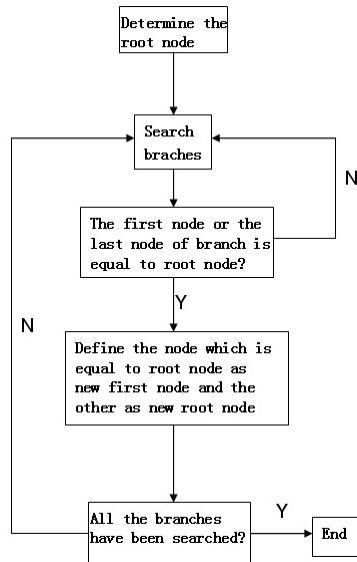 Determine the
root node
Search
braches
N
The first node or the
last node of branch is
equal to root node?
Y
N
Define the node which is
equal to root node as
new first node and the
other as new root node
All the branches
have been searched?
Y
End